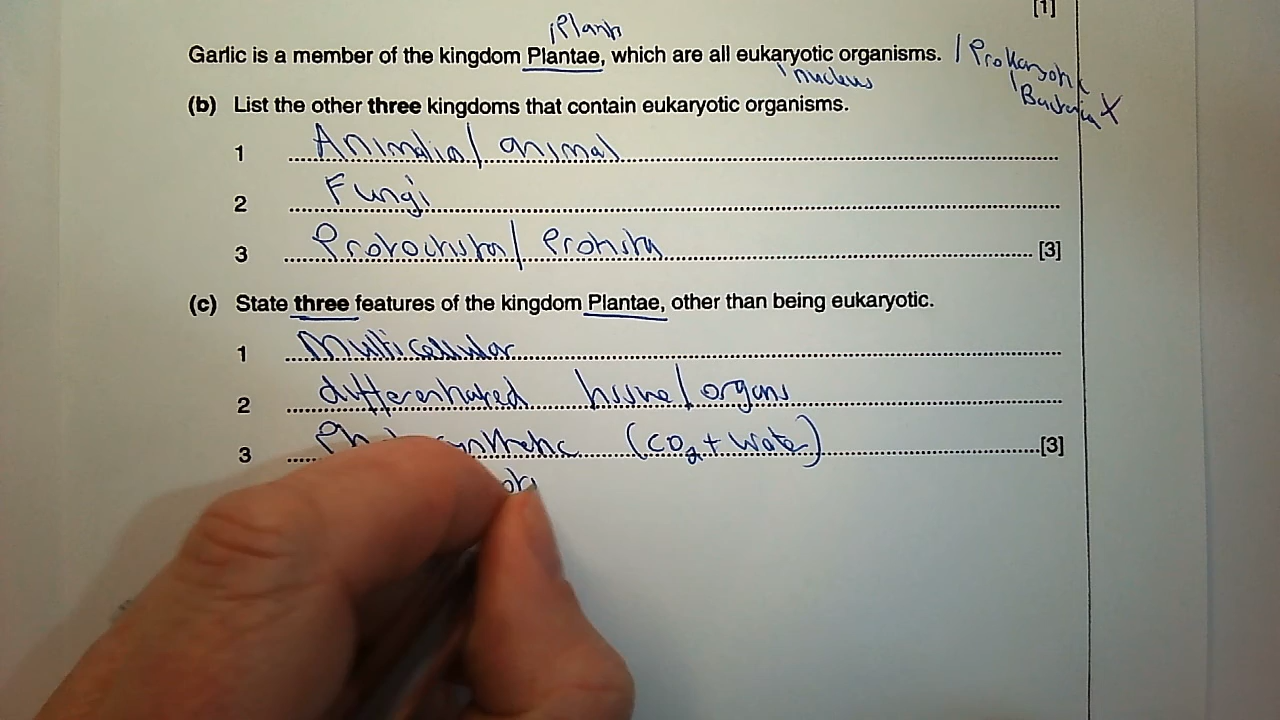 [1]
Plants
Garlic is a member of the kingdom Plantae, which are all eukaryotic organisms. / Prokaryotic
nucleus
Bacteria X
(b) List the other three kingdoms that contain eukaryotic organisms.
1 Animalia / animal
2 Fungi
3 Protoctista / Protista [3]
(c) State three features of the kingdom Plantae, other than being eukaryotic.
1 Multicellular
2 differentiated tissue / organs
3 (CO2 + Water) [3]